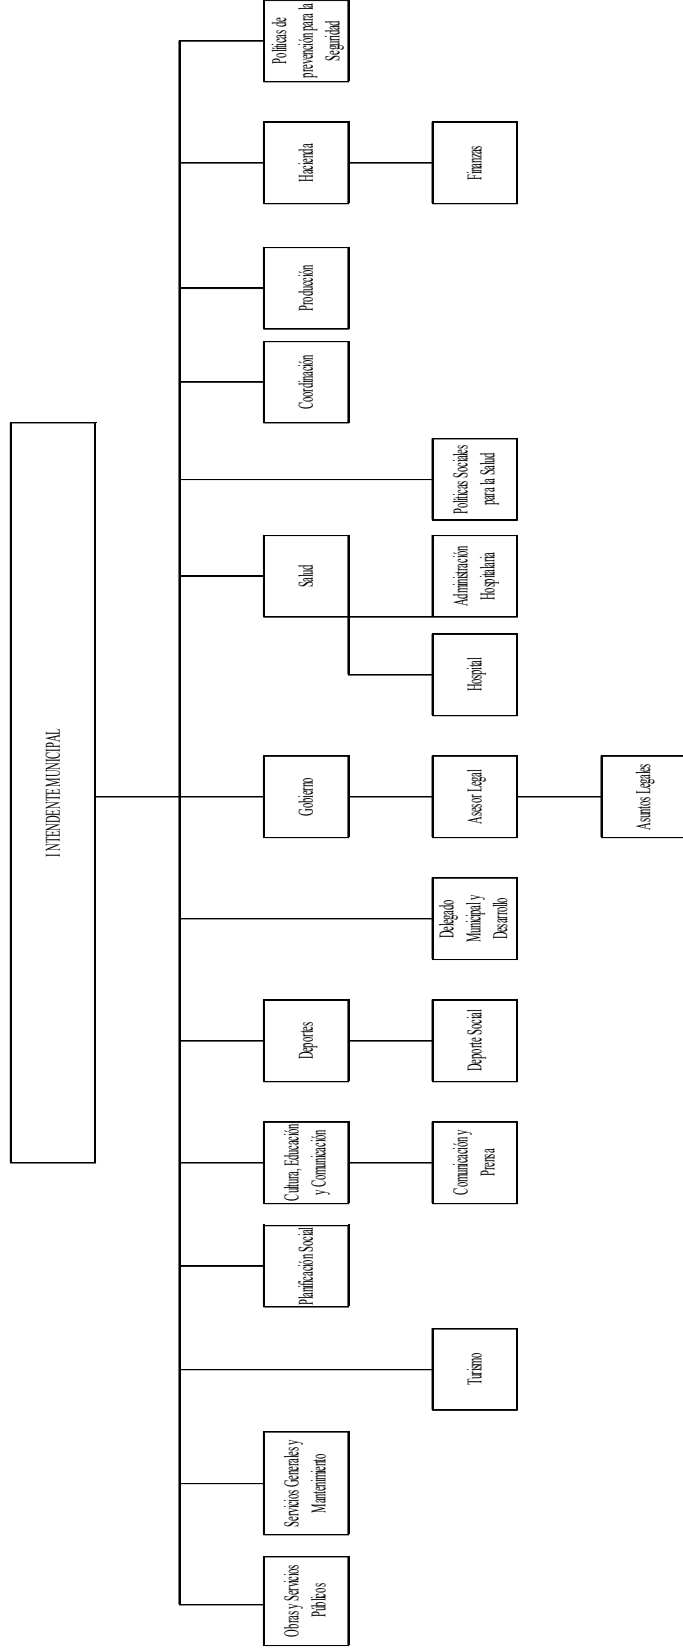 INTENDENTE MUNICIPAL
Obras y Servicios
Públicos
Servicios Generales y
Mantenimiento
Planificación Social
Cultura, Educación
y Comunicación
Deportes
Gobierno
Salud
Coordinación
Producción
Hacienda
Políticas de
prevención para la
Seguridad
Turismo
Comunicación y
Prensa
Deporte Social
Delegado
Municipal y
Desarrollo
Asesor Legal
Hospital
Administración
Hospitalaria
Políticas Sociales
para la Salud
Finanzas
Asuntos Legales